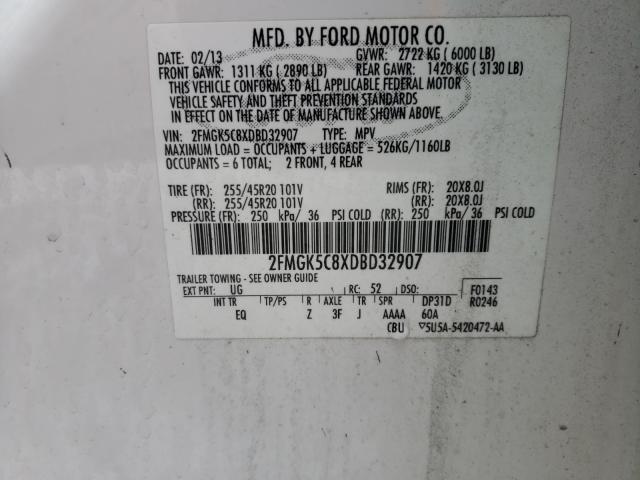 MFD. BY FORD MOTOR CO.
DATE: 02/13 GVWR: 2722 KG ( 6000 LB)
FRONT GAWR: 1311 KG ( 2890 LB) REAR GAWR: 1420 KG ( 3130 LB)
THIS VEHICLE CONFORMS TO ALL APPLICABLE FEDERAL MOTOR
VEHICLE SAFETY AND THEFT PREVENTION STANDARDS
IN EFFECT ON THE DATE OF MANUFACTURE SHOWN ABOVE.
VIN: 2FMGK5C8XDBD32907 TYPE: MPV
MAXIMUM LOAD = OCCUPANTS + LUGGAGE = 526KG/1160LB
OCCUPANTS = 6 TOTAL; 2 FRONT, 4 REAR
TIRE (FR): 255/45R20 101V RIMS (FR): 20X8.0J
(RR): 255/45R20 101V (RR): 20X8.0J
PRESSURE (FR): 250 kPa/ 36 PSI COLD (RR): 250 kPa/ 36 PSI COLD
2FMGK5C8XDBD32907
TRAILER TOWING - SEE OWNER GUIDE
EXT PNT: UG RC: 52 DSO: F0143
INT TR TP/PS R AXLE TR SPR DP31D R0246
EQ Z 3F J AAAA 60A
CBU ▽5U5A-5420472-AA